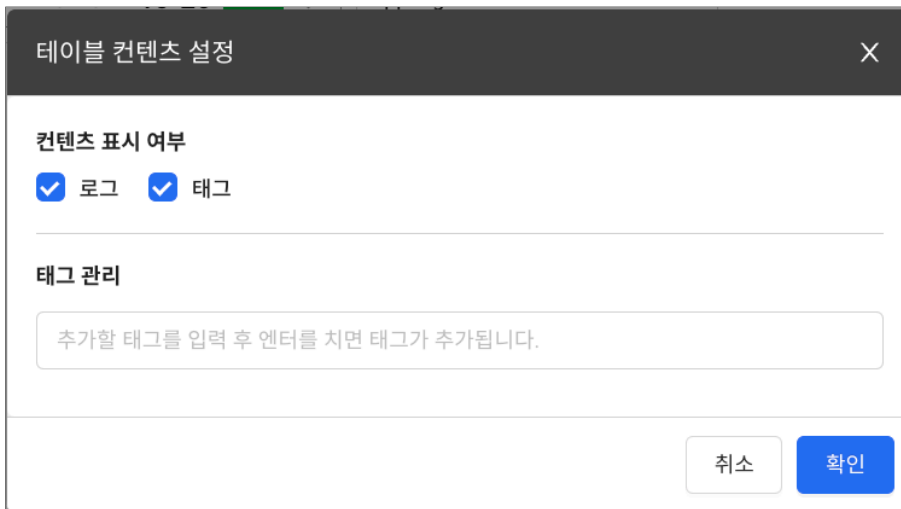 테이블 컨텐츠 설정
컨텐츠 표시 여부
로그 태그
태그 관리
추가할 태그를 입력 후 엔터를 치면 태그가 추가됩니다.
취소 확인